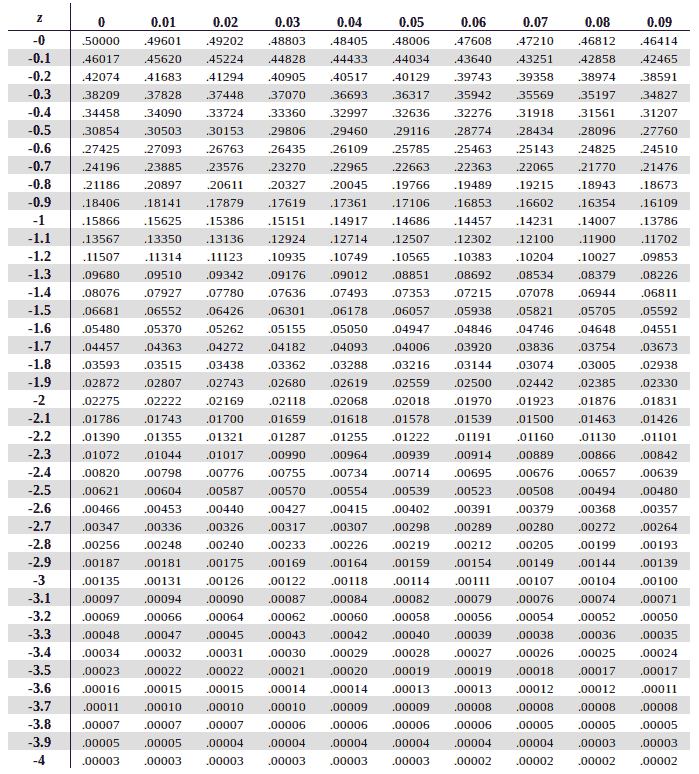 z 0 0.01 0.02 0.03 0.04 0.05 0.06 0.07 0.08 0.09
-0 .50000 .49601 .49202 .48803 .48405 .48006 .47608 .47210 .46812 .46414
-0.1 .46017 .45620 .45224 .44828 .44433 .44034 .43640 .43251 .42858 .42465
-0.2 .42074 .41683 .41294 .40905 .40517 .40129 .39743 .39358 .38974 .38591
-0.3 .38209 .37828 .37448 .37070 .36693 .36317 .35942 .35569 .35197 .34827
-0.4 .34458 .34090 .33724 .33360 .32997 .32636 .32276 .31918 .31561 .31207
-0.5 .30854 .30503 .30153 .29806 .29460 .29116 .28774 .28434 .28096 .27760
-0.6 .27425 .27093 .26763 .26435 .26109 .25785 .25463 .25143 .24825 .24510
-0.7 .24196 .23885 .23576 .23270 .22965 .22663 .22363 .22065 .21770 .21476
-0.8 .21186 .20897 .20611 .20327 .20045 .19766 .19489 .19215 .18943 .18673
-0.9 .18406 .18141 .17879 .17619 .17361 .17106 .16853 .16602 .16354 .16109
-1 .15866 .15625 .15386 .15151 .14917 .14686 .14457 .14231 .14007 .13786
-1.1 .13567 .13350 .13136 .12924 .12714 .12507 .12302 .12100 .11900 .11702
-1.2 .11507 .11314 .11123 .10935 .10749 .10565 .10383 .10204 .10027 .09853
-1.3 .09680 .09510 .09342 .09176 .09012 .08851 .08692 .08534 .08379 .08226
-1.4 .08076 .07927 .07780 .07636 .07493 .07353 .07215 .07078 .06944 .06811
-1.5 .06681 .06552 .06426 .06301 .06178 .06057 .05938 .05821 .05705 .05592
-1.6 .05480 .05370 .05262 .05155 .05050 .04947 .04846 .04746 .04648 .04551
-1.7 .04457 .04363 .04272 .04182 .04093 .04006 .03920 .03836 .03754 .03673
-1.8 .03593 .03515 .03438 .03362 .03288 .03216 .03144 .03074 .03005 .02938
-1.9 .02872 .02807 .02743 .02680 .02619 .02559 .02500 .02442 .02385 .02330
-2 .02275 .02222 .02169 .02118 .02068 .02018 .01970 .01923 .01876 .01831
-2.1 .01786 .01743 .01700 .01659 .01618 .01578 .01539 .01500 .01463 .01426
-2.2 .01390 .01355 .01321 .01287 .01255 .01222 .01191 .01160 .01130 .01101
-2.3 .01072 .01044 .01017 .00990 .00964 .00939 .00914 .00889 .00866 .00842
-2.4 .00820 .00798 .00776 .00755 .00734 .00714 .00695 .00676 .00657 .00639
-2.5 .00621 .00604 .00587 .00570 .00554 .00539 .00523 .00508 .00494 .00480
-2.6 .00466 .00453 .00440 .00427 .00415 .00402 .00391 .00379 .00368 .00357
-2.7 .00347 .00336 .00326 .00317 .00307 .00298 .00289 .00280 .00272 .00264
-2.8 .00256 .00248 .00240 .00233 .00226 .00219 .00212 .00205 .00199 .00193
-2.9 .00187 .00181 .00175 .00169 .00164 .00159 .00154 .00149 .00144 .00139
-3 .00135 .00131 .00126 .00122 .00118 .00114 .00111 .00107 .00104 .00100
-3.1 .00097 .00094 .00090 .00087 .00084 .00082 .00079 .00076 .00074 .00071
-3.2 .00069 .00066 .00064 .00062 .00060 .00058 .00056 .00054 .00052 .00050
-3.3 .00048 .00047 .00045 .00043 .00042 .00040 .00039 .00038 .00036 .00035
-3.4 .00034 .00032 .00031 .00030 .00029 .00028 .00027 .00026 .00025 .00024
-3.5 .00023 .00022 .00022 .00021 .00020 .00019 .00019 .00018 .00017 .00017
-3.6 .00016 .00015 .00015 .00014 .00014 .00013 .00013 .00012 .00012 .00011
-3.7 .00011 .00010 .00010 .00010 .00009 .00009 .00008 .00008 .00008 .00008
-3.8 .00007 .00007 .00007 .00006 .00006 .00006 .00006 .00005 .00005 .00005
-3.9 .00005 .00005 .00004 .00004 .00004 .00004 .00004 .00004 .00003 .00003
-4 .00003 .00003 .00003 .00003 .00003 .00003 .00002 .00002 .00002 .00002